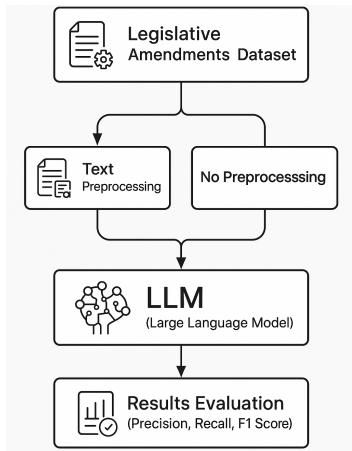 Legislative
Amendments Dataset
Text
Preprocessing
No Preprocesssing
LLM
(Large Language Model)
Results Evaluation
(Precision, Recall, F1 Score)